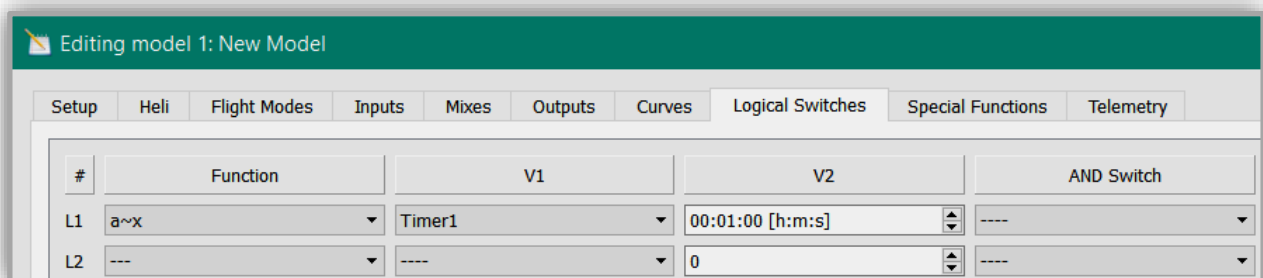 Editing model 1: New Model
Setup Heli Flight Modes Inputs Mixes Outputs Curves Logical Switches Special Functions Telemetry
# Function V1 V2 AND Switch
L1 a~x Timer1 00:01:00 [h:m:s] ----
L2 --- ---- 0 ----